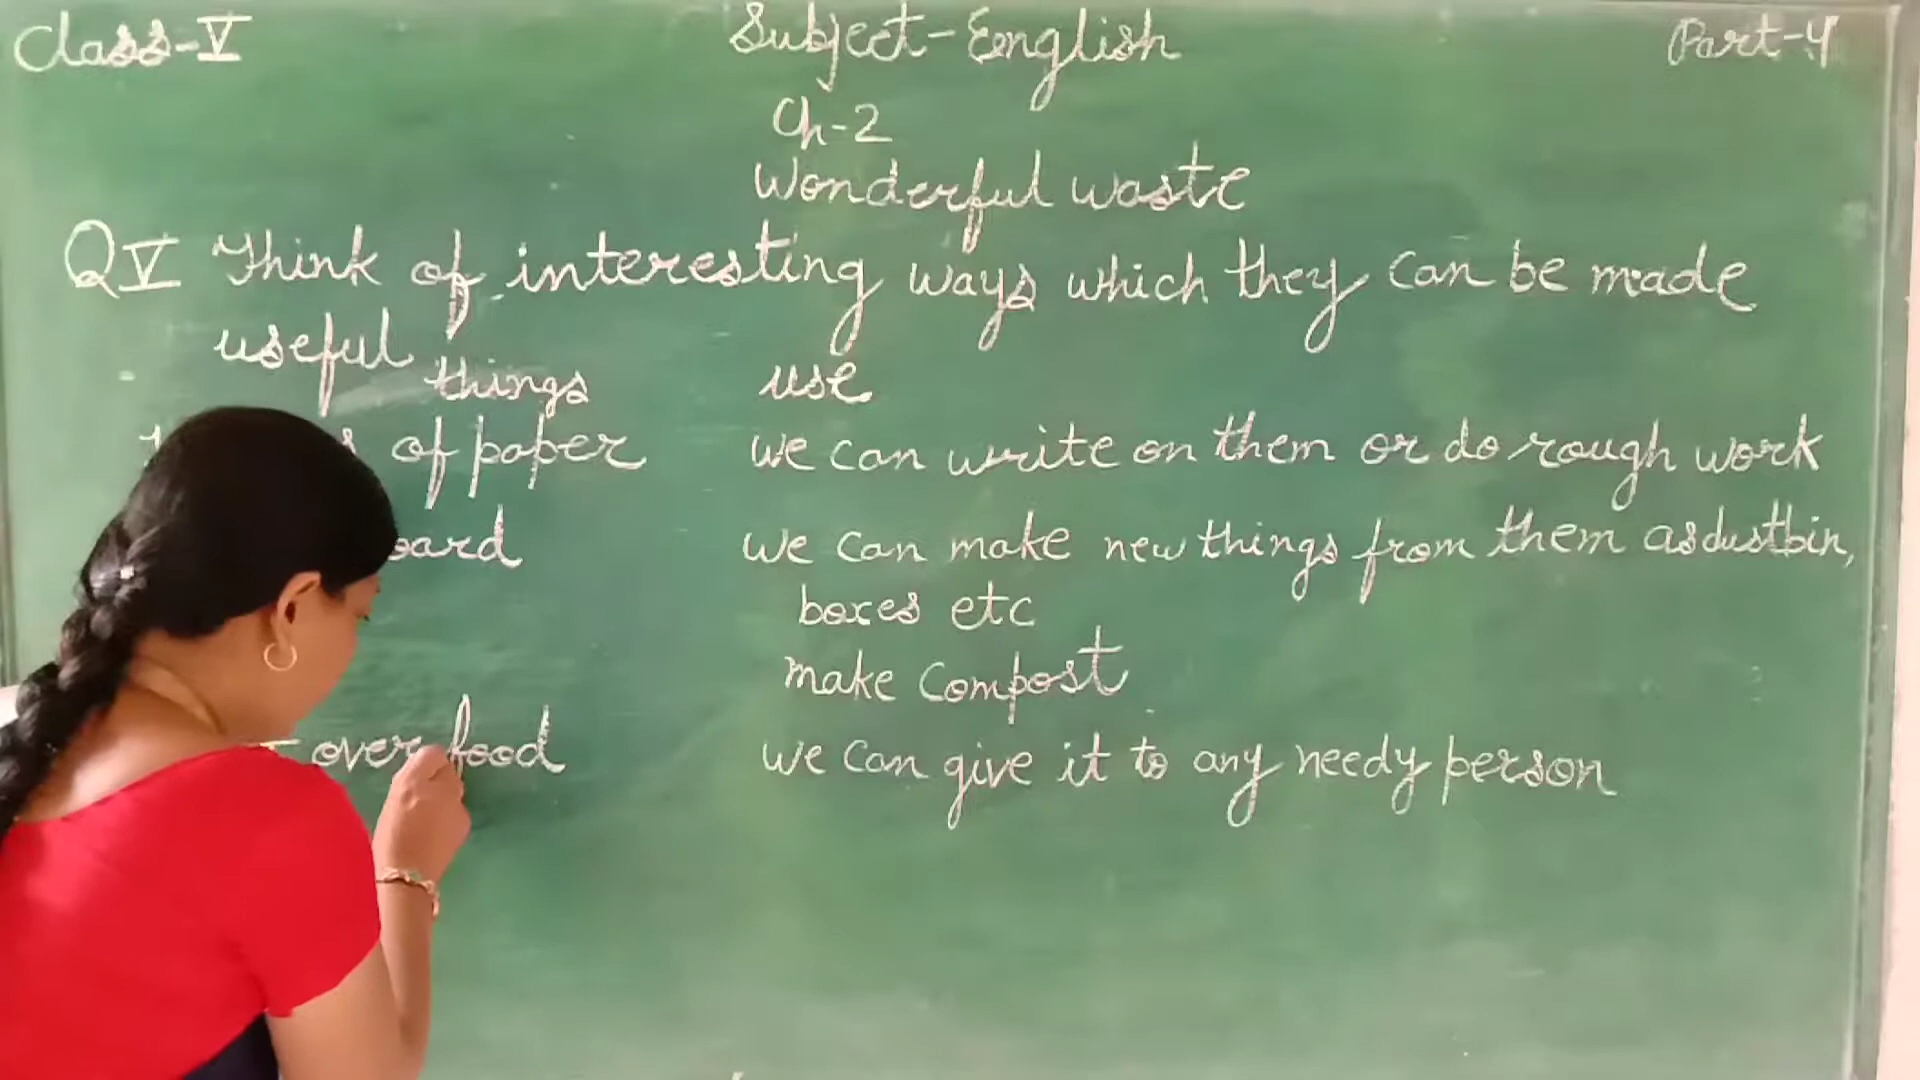 Class-V Subject-English Part-4
Ch-2
Wonderful waste
QV Think of interesting ways which they can be made
useful
things use
of paper we can write on them or do rough work
we can make new things from them as dustbin,
boxes etc
make compost
over food we can give it to any needy person